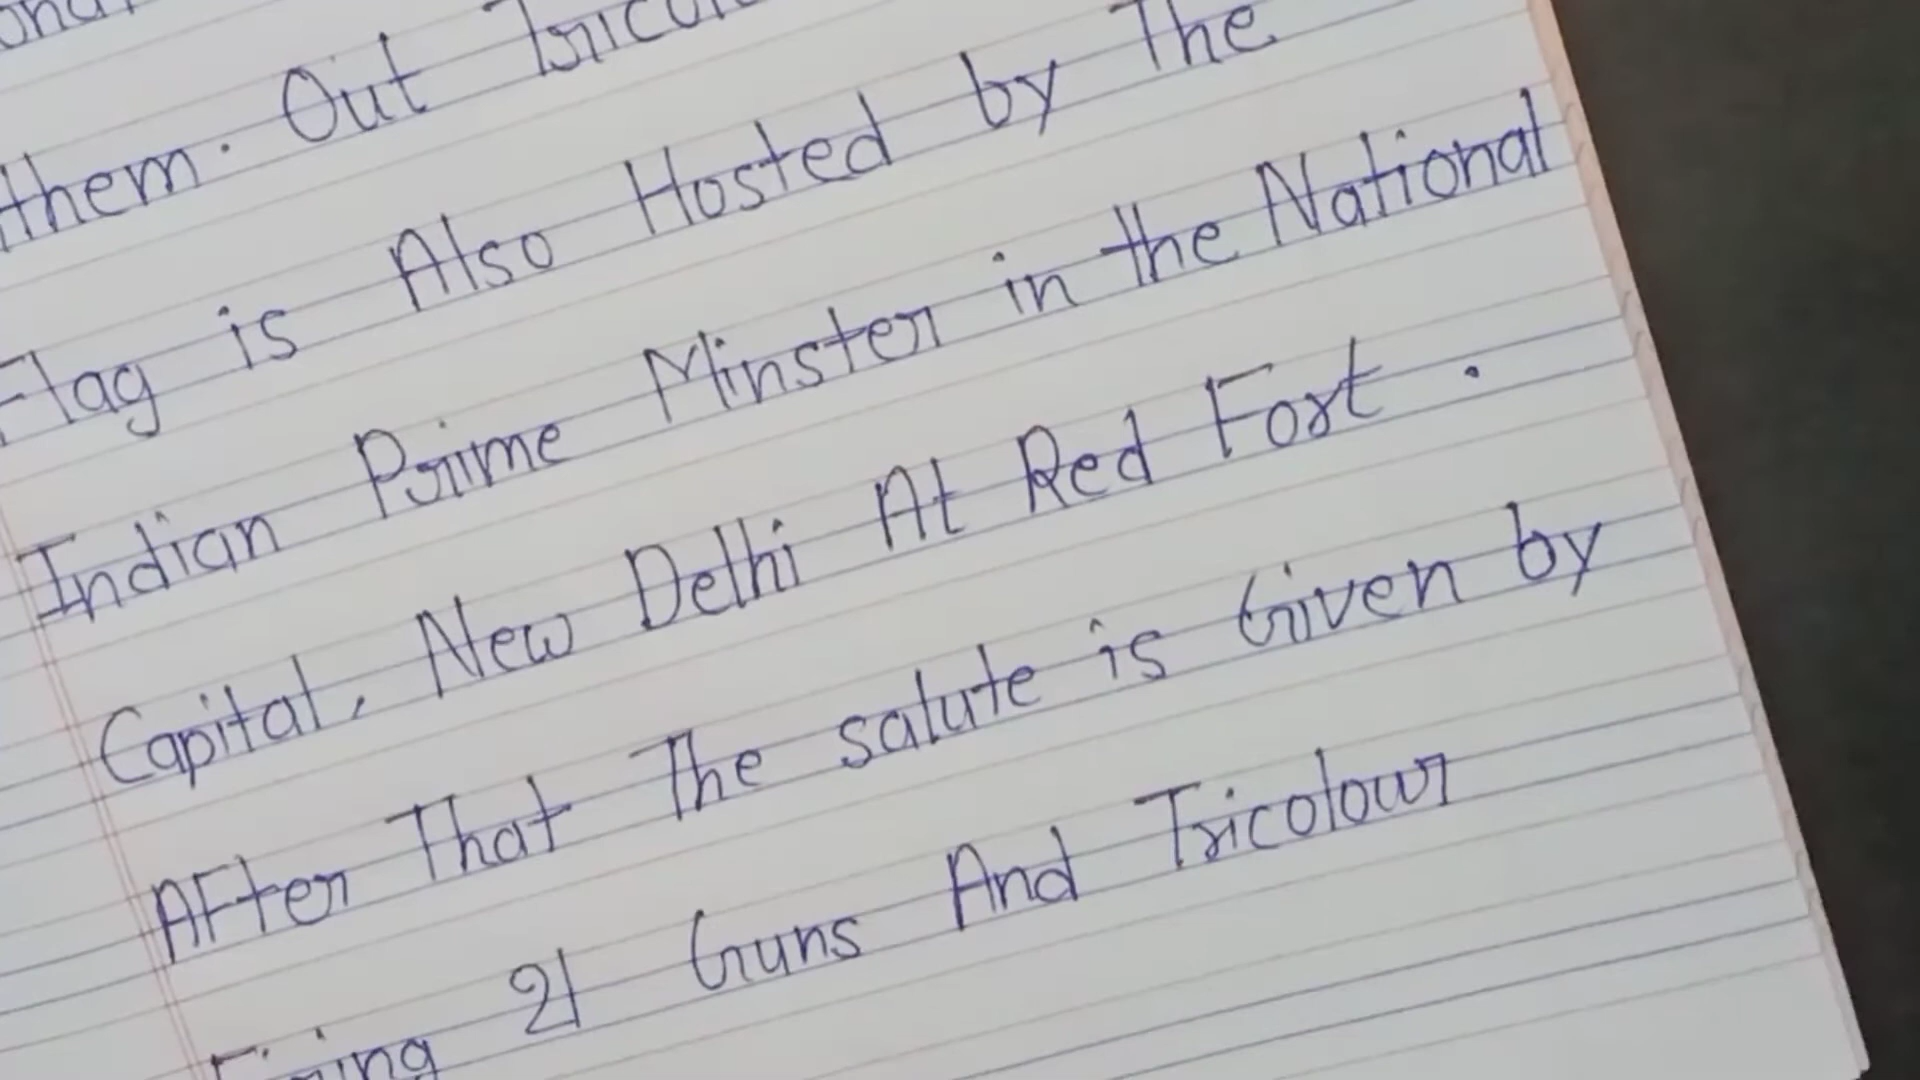 them. Out
Flag is Also Hosted by The
Indian Prime Minster in the National
Capital, New Delhi At Red Fort.
AFter That The salute is Given by
Firing 21 Guns And Tricolour